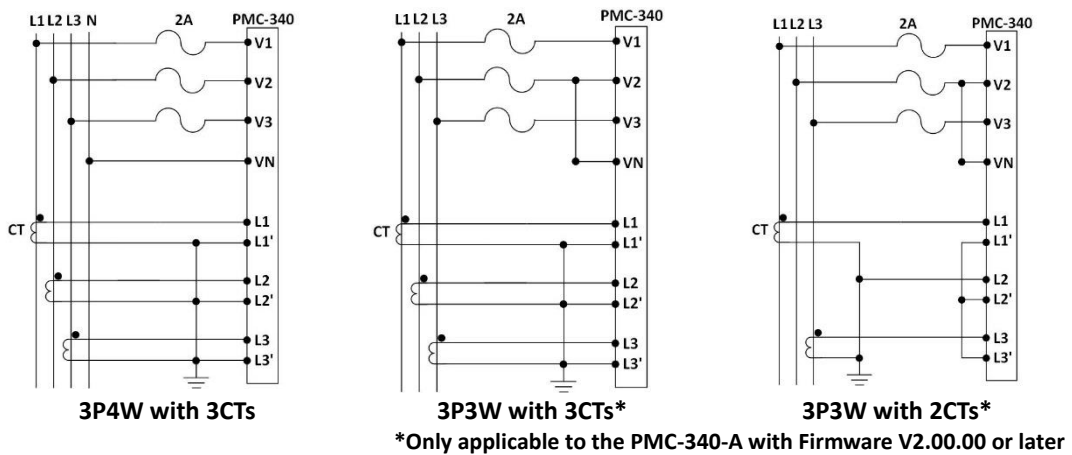 L1 L2 L3 N 2A PMC-340
V1
V2
V3
VN
CT
L1
L1'
L2
L2'
L3
L3'
3P4W with 3CTs
L1 L2 L3 2A PMC-340
V1
V2
V3
VN
CT
L1
L1'
L2
L2'
L3
L3'
3P3W with 3CTs*
L1 L2 L3 2A PMC-340
V1
V2
V3
VN
CT
L1
L1'
L2
L2'
L3
L3'
3P3W with 2CTs*
*Only applicable to the PMC-340-A with Firmware V2.00.00 or later